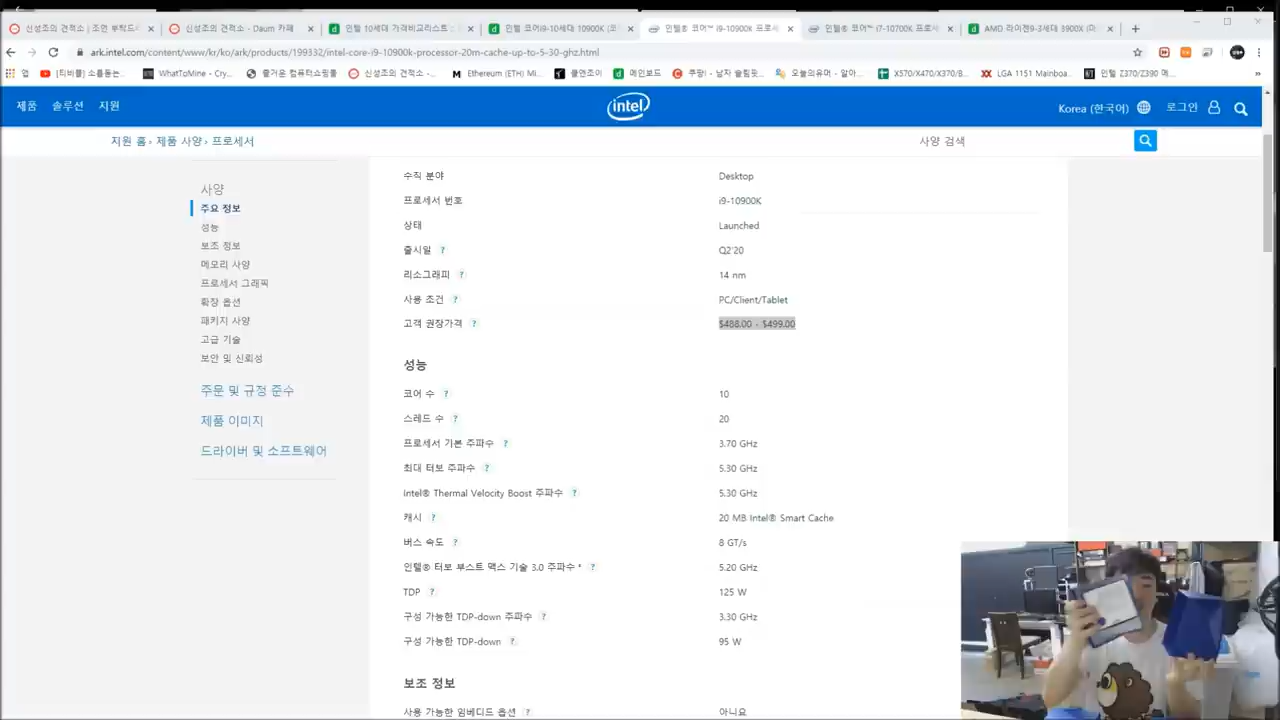 신성조의 견적소 | 조연 부탁드
신성조의 견적소 - Daum 카페
인텔 10세대 가격비교리스트
인텔 코어i9-10세대 10900K (코
인텔® 코어™ i9-10900K 프로세
인텔® 코어™ i7-10700K 프로세
AMD 라이젠9-3세대 3900X (마
ark.intel.com/content/www/kr/ko/ark/products/199332/intel-core-i9-10900k-processor-20m-cache-up-to-5-30-ghz.html
앱
[티비플] 소름돋는...
WhatToMine - Cry...
즐거운 컴퓨터쇼핑몰
신성조의 견적소 -...
Ethereum (ETH) Mi...
쿨엔조이
메인보드
쿠팡! - 남자 슬림핏...
오늘의유머 - 알아...
X570/X470/X370/B...
LGA 1151 Mainboa...
인텔 Z370/Z390 메...
제품 솔루션 지원
intel
Korea (한국어)
로그인
지원 홈 › 제품 사양 › 프로세서
사양 검색
사양
주요 정보
성능
보조 정보
메모리 사양
프로세서 그래픽
확장 옵션
패키지 사양
고급 기술
보안 및 신뢰성
주문 및 규정 준수
제품 이미지
드라이버 및 소프트웨어
수직 분야 Desktop
프로세서 번호 i9-10900K
상태 Launched
출시일 ? Q2'20
리소그래피 ? 14 nm
사용 조건 ? PC/Client/Tablet
고객 권장가격 ? $488.00 - $499.00
성능
코어 수 ? 10
스레드 수 ? 20
프로세서 기본 주파수 ? 3.70 GHz
최대 터보 주파수 ? 5.30 GHz
Intel® Thermal Velocity Boost 주파수 ? 5.30 GHz
캐시 ? 20 MB Intel® Smart Cache
버스 속도 ? 8 GT/s
인텔® 터보 부스트 맥스 기술 3.0 주파수 ‡ ? 5.20 GHz
TDP ? 125 W
구성 가능한 TDP-down 주파수 ? 3.30 GHz
구성 가능한 TDP-down ? 95 W
보조 정보
사용 가능한 임베디드 옵션 ? 아니요